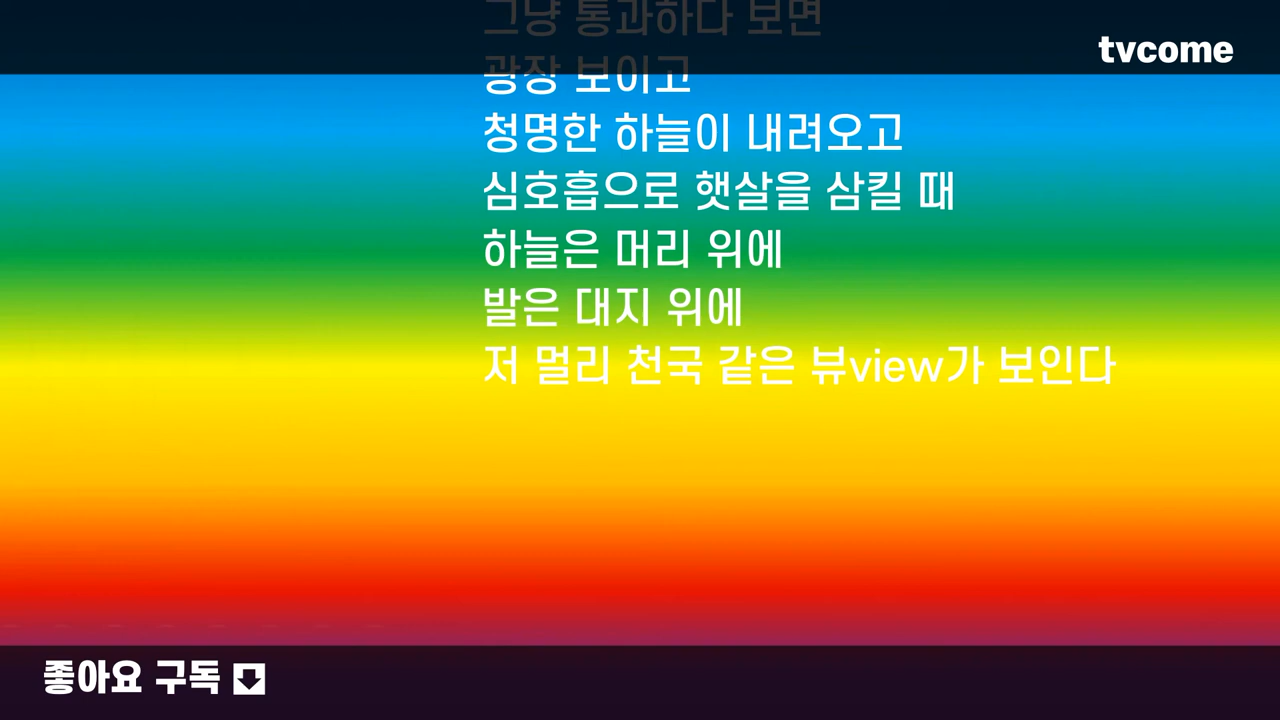 그냥 통과하다 보면
tvcome
광장 보이고
청명한 하늘이 내려오고
심호흡으로 햇살을 삼킬 때
하늘은 머리 위에
발은 대지 위에
저 멀리 천국 같은 뷰view가 보인다
좋아요 구독